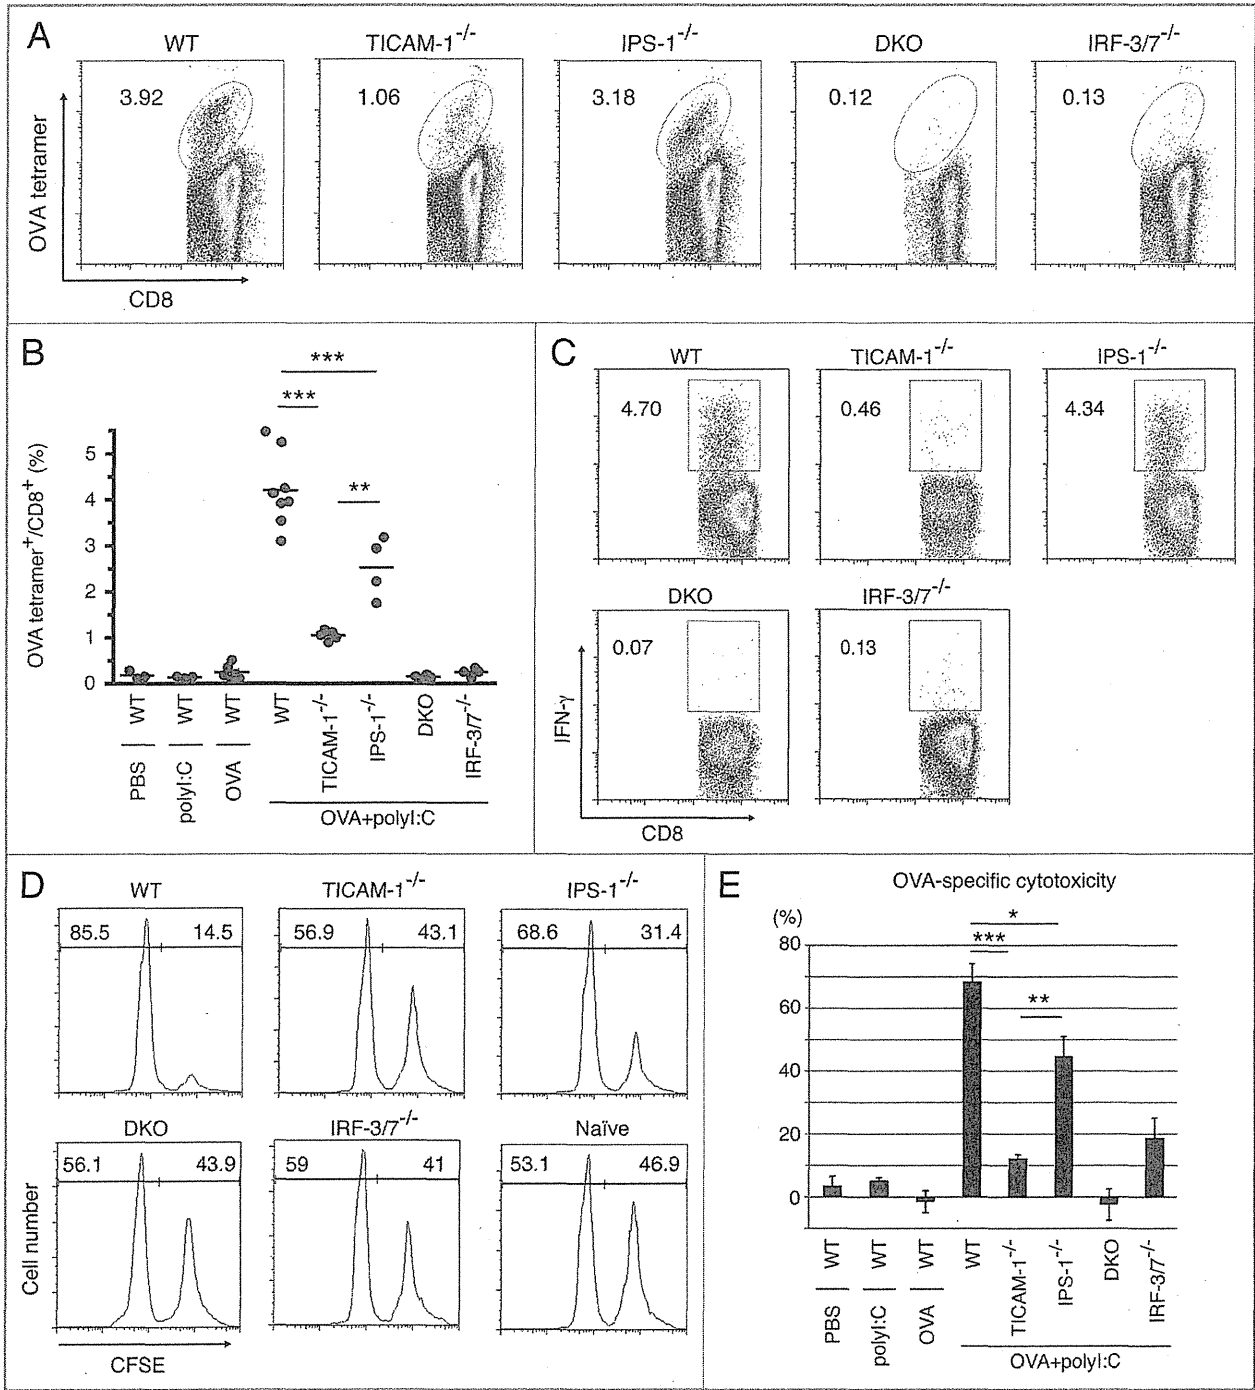 A
WT
TICAM-1-/-
IPS-1-/-
DKO
IRF-3/7-/-
3.92
1.06
3.18
0.12
0.13
OVA tetramer
CD8
B
***
***
**
OVA tetramer+/CD8+ (%)
5
4
3
2
1
0
WT
WT
WT
WT
TICAM-1-/-
IPS-1-/-
DKO
IRF-3/7-/-
PBS
polyI:C
OVA
OVA+polyI:C
C
WT
TICAM-1-/-
IPS-1-/-
4.70
0.46
4.34
DKO
IRF-3/7-/-
0.07
0.13
IFN-γ
CD8
D
WT
TICAM-1-/-
IPS-1-/-
85.5 14.5
56.9 43.1
68.6 31.4
DKO
IRF-3/7-/-
Naïve
56.1 43.9
59 41
53.1 46.9
Cell number
CFSE
E
OVA-specific cytotoxicity
(%)
*
***
**
80
60
40
20
0
WT
WT
WT
WT
TICAM-1-/-
IPS-1-/-
DKO
IRF-3/7-/-
PBS
polyI:C
OVA
OVA+polyI:C